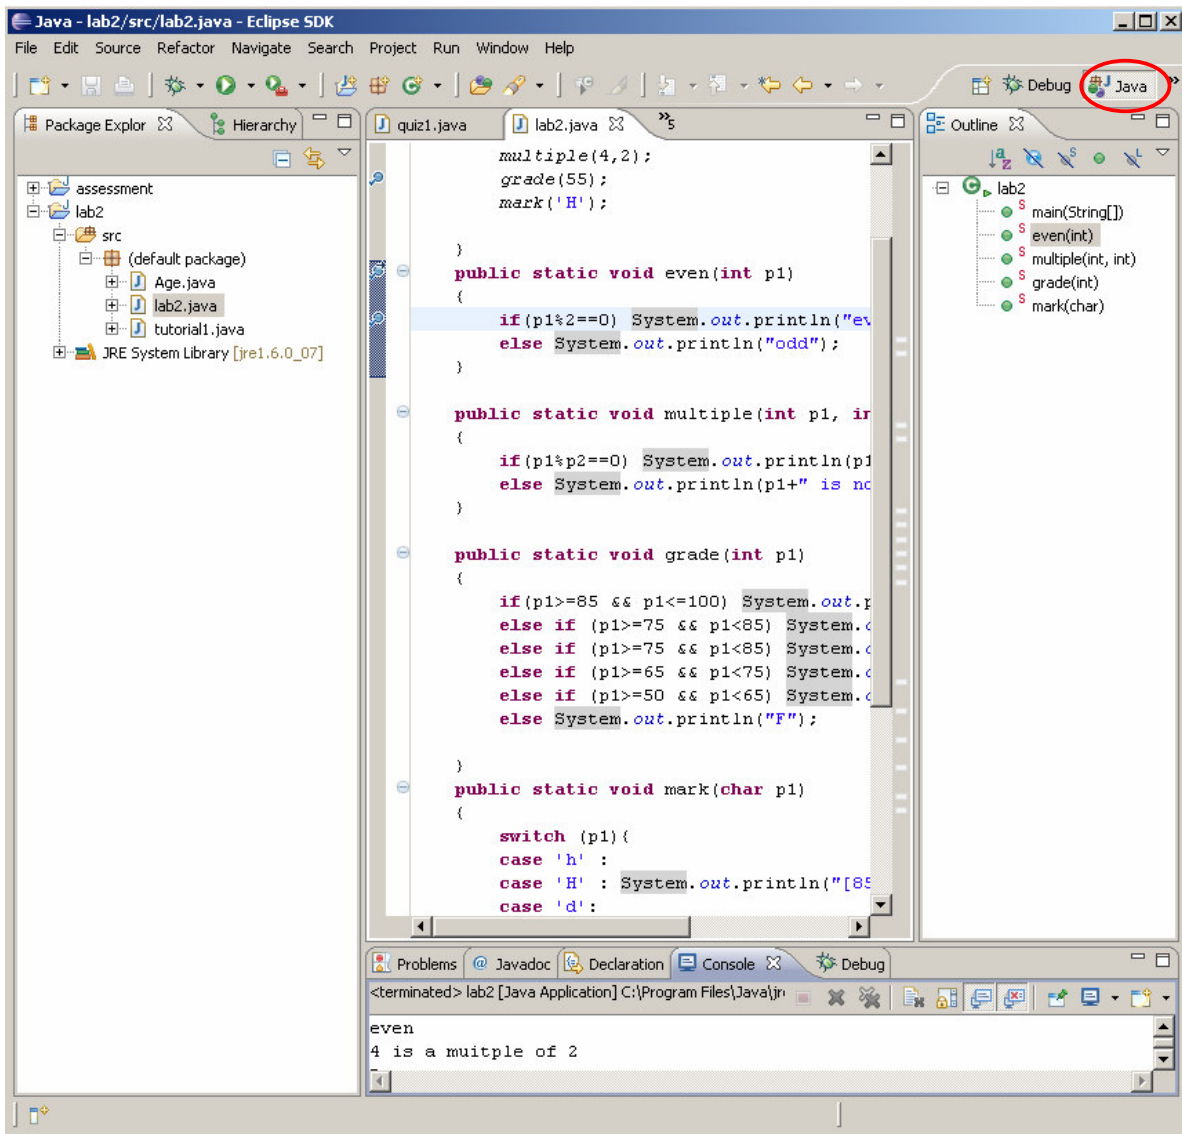 Java - lab2/src/lab2.java - Eclipse SDK
File Edit Source Refactor Navigate Search Project Run Window Help
Debug Java
Package Explor Hierarchy
assessment
lab2
src
(default package)
Age.java
lab2.java
tutorial1.java
JRE System Library [jre1.6.0_07]
quiz1.java lab2.java »5
multiple(4,2);
grade(55);
mark('H');
}
public static void even(int p1)
{
if(p1%2==0) System.out.println("ev
else System.out.println("odd");
}
public static void multiple(int p1, in
{
if(p1%p2==0) System.out.println(p1
else System.out.println(p1+" is no
}
public static void grade(int p1)
{
if(p1>=85 && p1<=100) System.out.p
else if (p1>=75 && p1<85) System.o
else if (p1>=75 && p1<85) System.o
else if (p1>=65 && p1<75) System.o
else if (p1>=50 && p1<65) System.o
else System.out.println("F");
}
public static void mark(char p1)
{
switch (p1){
case 'h' :
case 'H' : System.out.println("[85
case 'd':
Outline
lab2
main(String[])
even(int)
multiple(int, int)
grade(int)
mark(char)
Problems @ Javadoc Declaration Console Debug
<terminated> lab2 [Java Application] C:\Program Files\Java\jr
even
4 is a muitple of 2